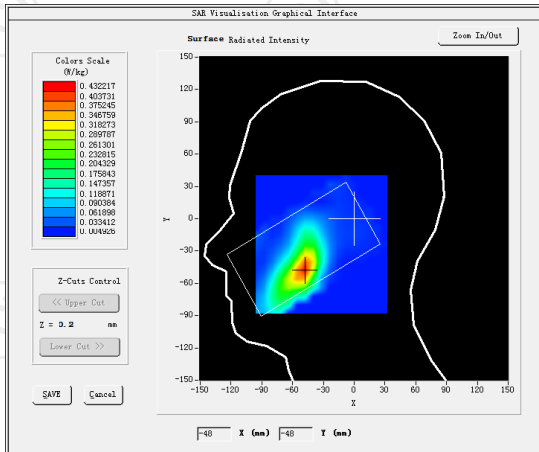 SAR Visualisation Graphical Interface
Surface Radiated Intensity
Zoom In/Out
Colors Scale
(W/kg)
0.432217
0.403731
0.375245
0.346759
0.318273
0.289787
0.261301
0.232815
0.204329
0.175843
0.147357
0.118871
0.090384
0.061898
0.033412
0.004926
Z-Cuts Control
<< Upper Cut
Z = 0.2 mm
Lower Cut >>
SAVE Cancel
150
120
90
60
30
0
-30
-60
-90
-120
-150
Y
-150 -120 -90 -60 -30 0 30 60 90 120 150
X
-48 X (mm) -48 Y (mm)